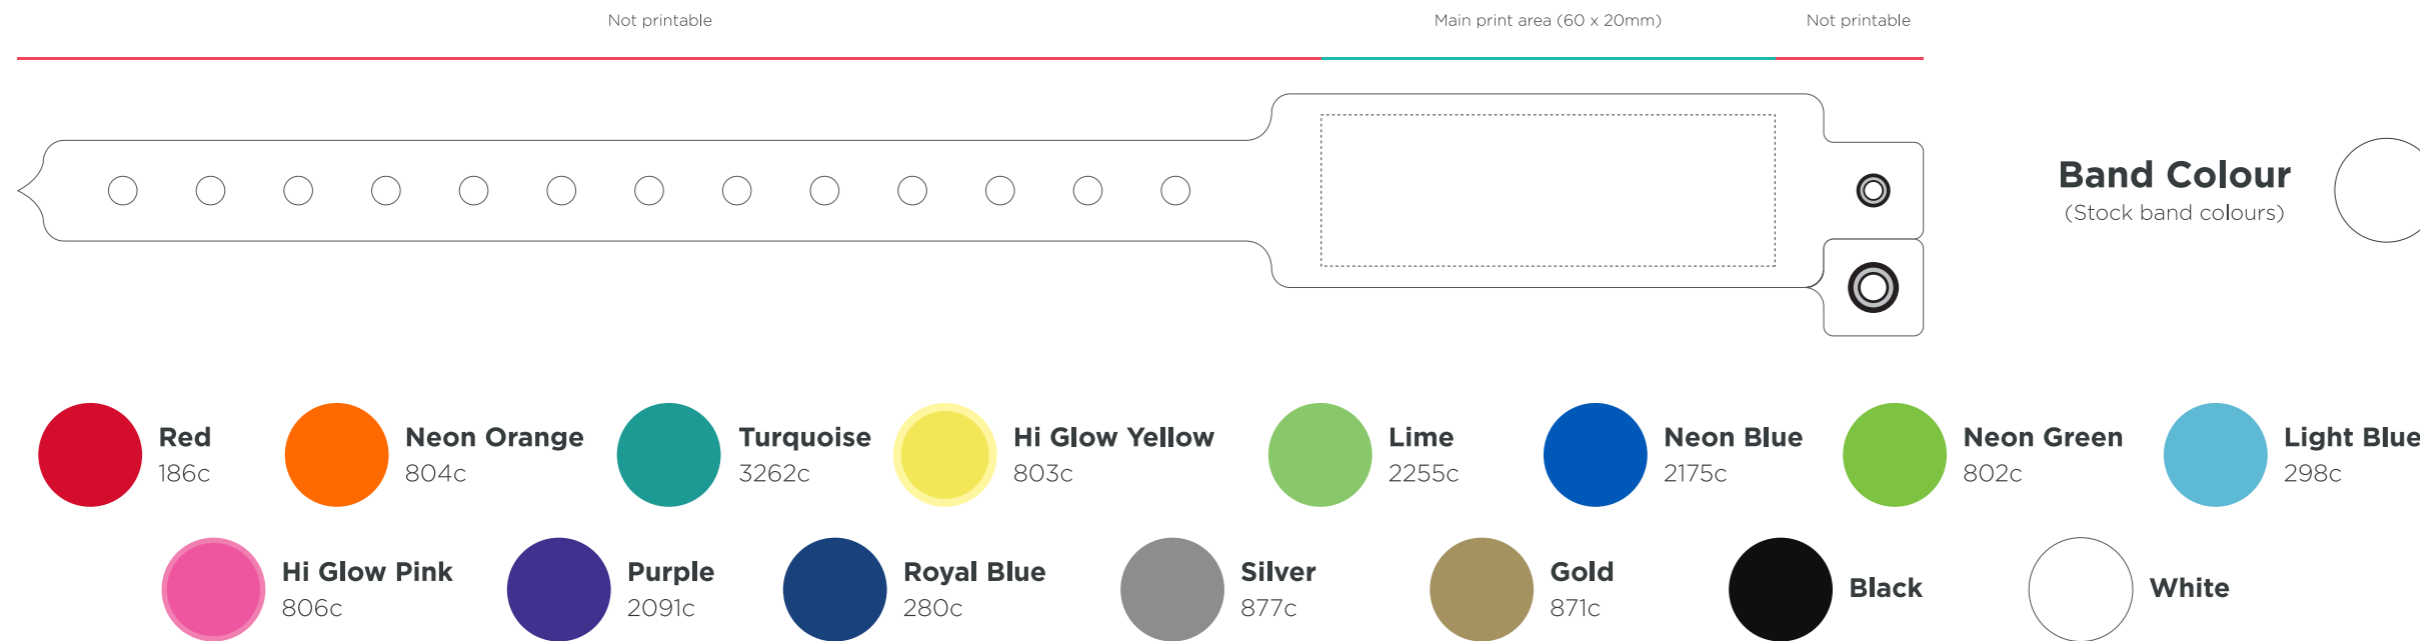 Not printable
Main print area (60 x 20mm)
Not printable
Band Colour
(Stock band colours)
Red
186c
Neon Orange
804c
Turquoise
3262c
Hi Glow Yellow
803c
Lime
2255c
Neon Blue
2175c
Neon Green
802c
Light Blue
298c
Hi Glow Pink
806c
Purple
2091c
Royal Blue
280c
Silver
877c
Gold
871c
Black
White